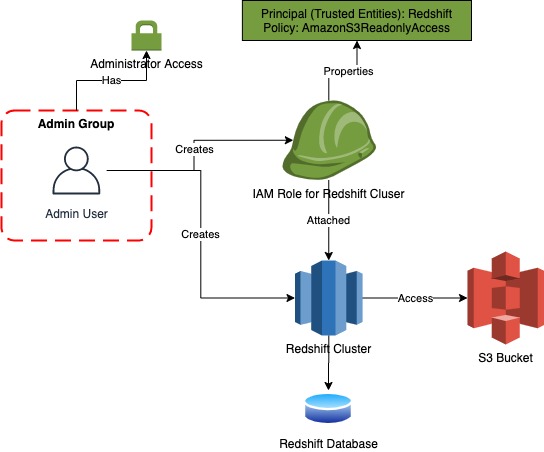 Principal (Trusted Entities): Redshift
Policy: AmazonS3ReadonlyAccess
Administrator Access
Has
Properties
Admin Group
Creates
Admin User
IAM Role for Redshift Cluser
Attached
Creates
Access
Redshift Cluster
S3 Bucket
Redshift Database